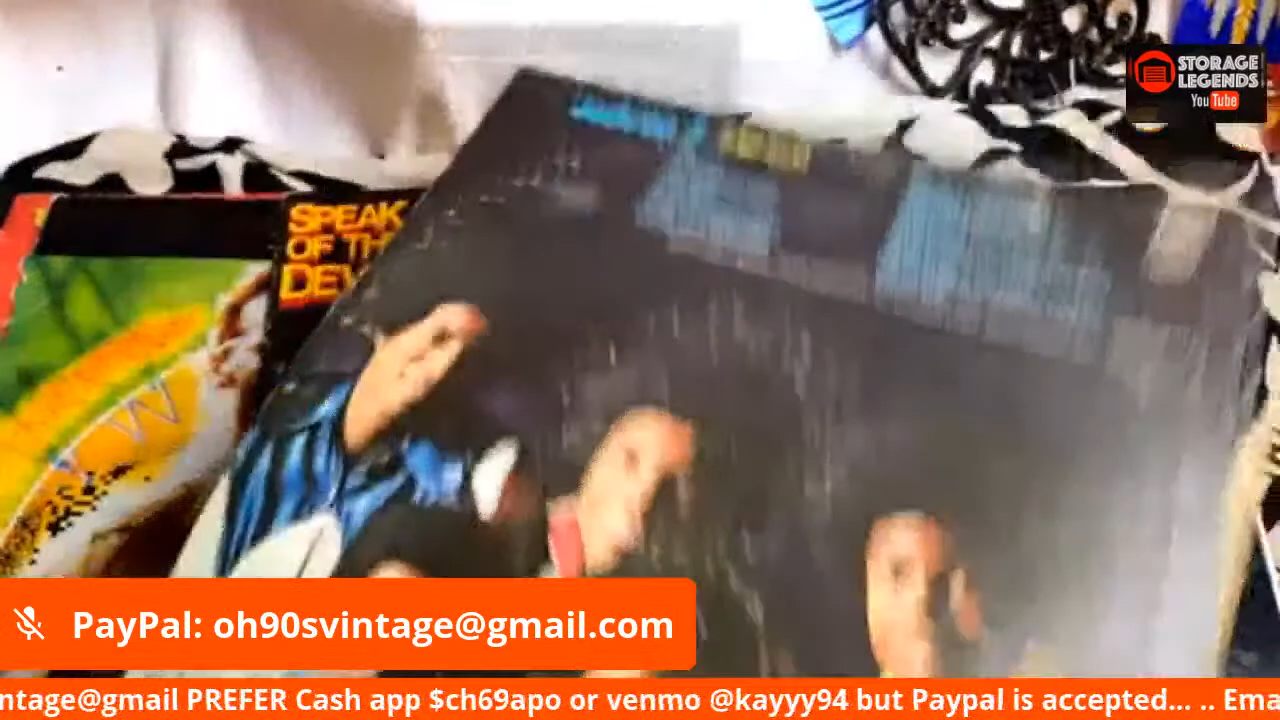 STORAGE
LEGENDS
YouTube
SPEAK
OF TH
DEV
PayPal: oh90svintage@gmail.com
ntage@gmail PREFER Cash app $ch69apo or venmo @kayyy94 but Paypal is accepted... .. Ema